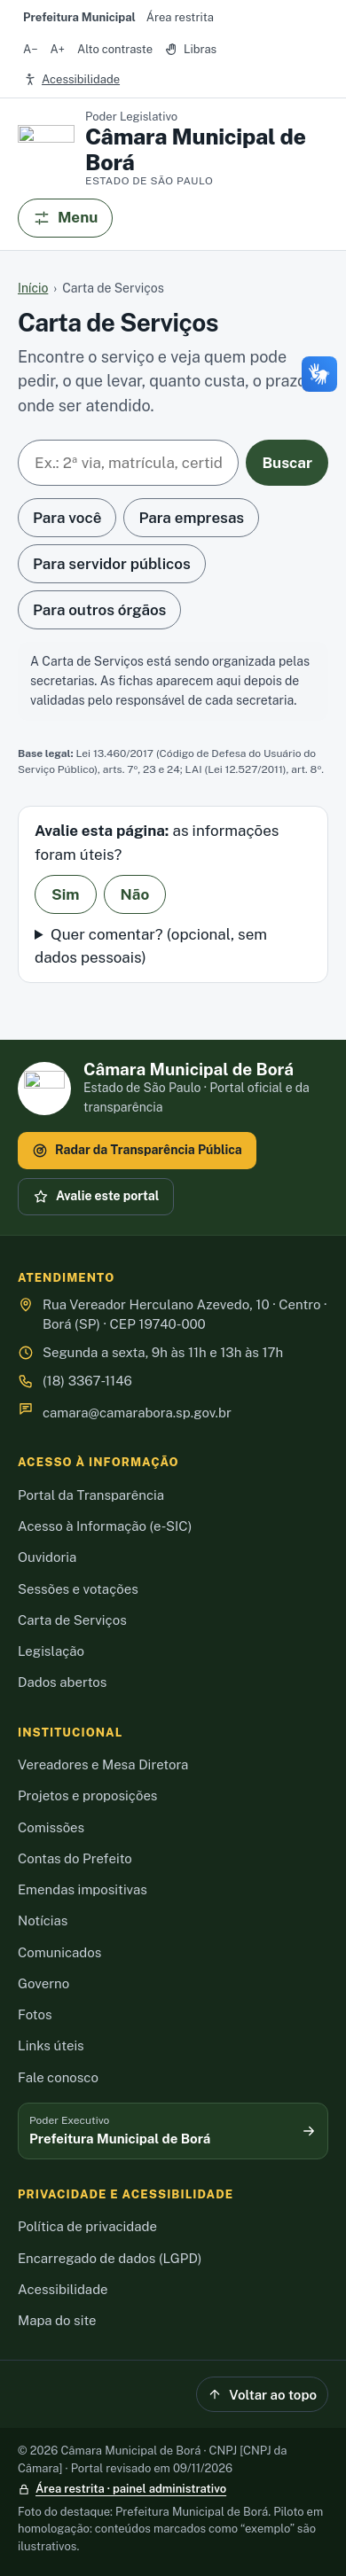 Prefeitura Municipal Área restrita
A− A+ Alto contraste Libras
Acessibilidade
Poder Legislativo
Câmara Municipal de
Borá
ESTADO DE SÃO PAULO
Menu
Início › Carta de Serviços
Carta de Serviços
Encontre o serviço e veja quem pode
pedir, o que levar, quanto custa, o prazo
onde ser atendido.
Ex.: 2ª via, matrícula, certid
Buscar
Para você Para empresas
Para servidor públicos
Para outros órgãos
A Carta de Serviços está sendo organizada pelas
secretarias. As fichas aparecem aqui depois de
validadas pelo responsável de cada secretaria.
Base legal: Lei 13.460/2017 (Código de Defesa do Usuário do
Serviço Público), arts. 7º, 23 e 24; LAI (Lei 12.527/2011), art. 8º.
Avalie esta página: as informações
foram úteis?
Sim Não
Quer comentar? (opcional, sem
dados pessoais)
Câmara Municipal de Borá
Estado de São Paulo · Portal oficial e da
transparência
Radar da Transparência Pública
Avalie este portal
ATENDIMENTO
Rua Vereador Herculano Azevedo, 10 · Centro ·
Borá (SP) · CEP 19740-000
Segunda a sexta, 9h às 11h e 13h às 17h
(18) 3367-1146
camara@camarabora.sp.gov.br
ACESSO À INFORMAÇÃO
Portal da Transparência
Acesso à Informação (e-SIC)
Ouvidoria
Sessões e votações
Carta de Serviços
Legislação
Dados abertos
INSTITUCIONAL
Vereadores e Mesa Diretora
Projetos e proposições
Comissões
Contas do Prefeito
Emendas impositivas
Notícias
Comunicados
Governo
Fotos
Links úteis
Fale conosco
Poder Executivo
Prefeitura Municipal de Borá
PRIVACIDADE E ACESSIBILIDADE
Política de privacidade
Encarregado de dados (LGPD)
Acessibilidade
Mapa do site
Voltar ao topo
© 2026 Câmara Municipal de Borá · CNPJ [CNPJ da
Câmara] · Portal revisado em 09/11/2026
Área restrita · painel administrativo
Foto do destaque: Prefeitura Municipal de Borá. Piloto em
homologação: conteúdos marcados como “exemplo” são
ilustrativos.